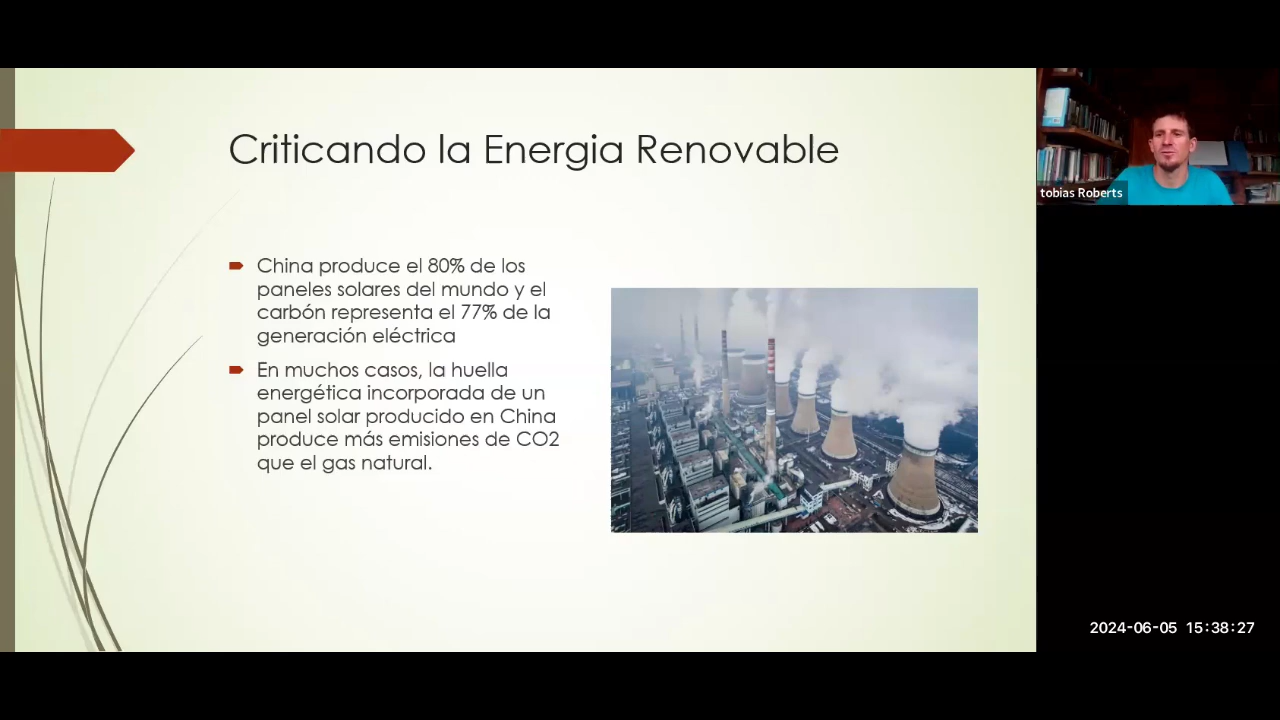 Criticando la Energia Renovable
China produce el 80% de los
paneles solares del mundo y el
carbón representa el 77% de la
generación eléctrica
En muchos casos, la huella
energética incorporada de un
panel solar producido en China
produce más emisiones de CO2
que el gas natural.
tobias Roberts
2024-06-05 15:38:27